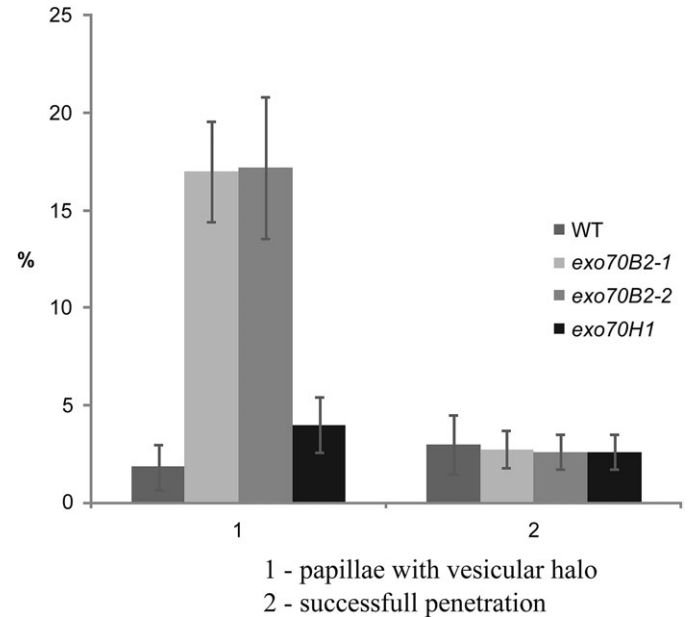 25
20
15
10
5
0
%
WT
exo70B2-1
exo70B2-2
exo70H1
1
2
1 - papillae with vesicular halo
2 - successfull penetration